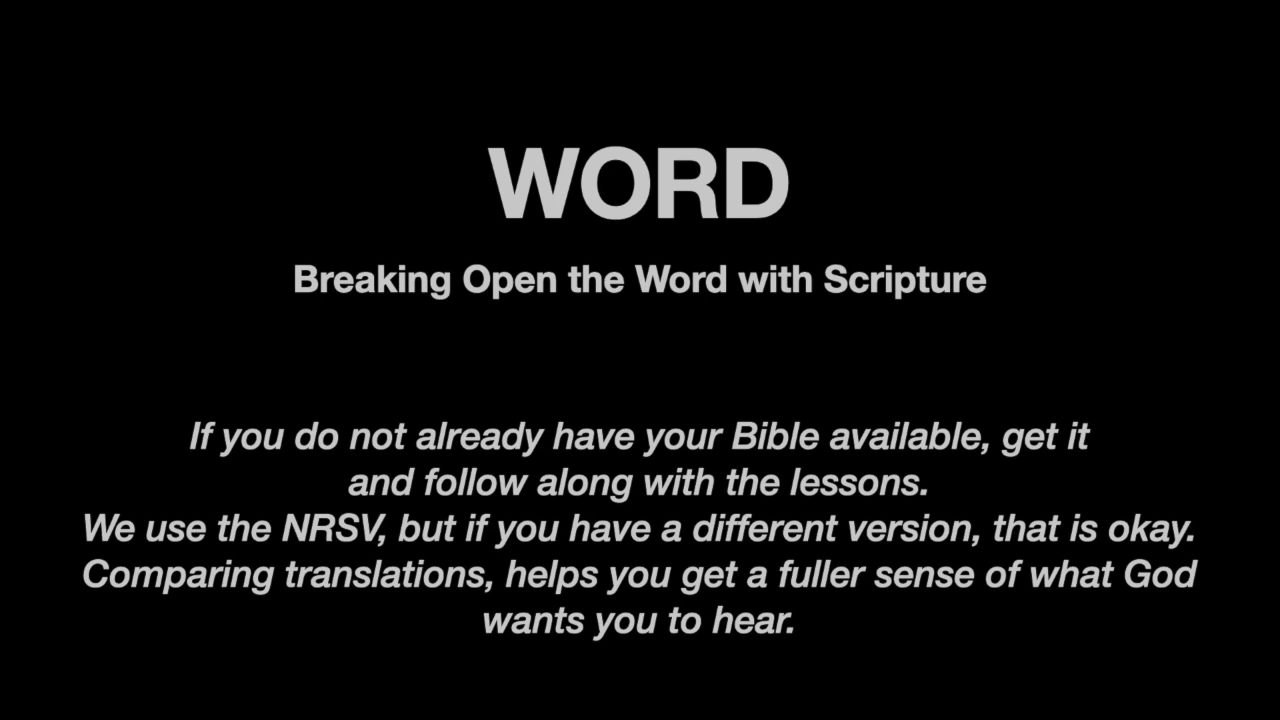 WORD
Breaking Open the Word with Scripture
If you do not already have your Bible available, get it
and follow along with the lessons.
We use the NRSV, but if you have a different version, that is okay.
Comparing translations, helps you get a fuller sense of what God
wants you to hear.